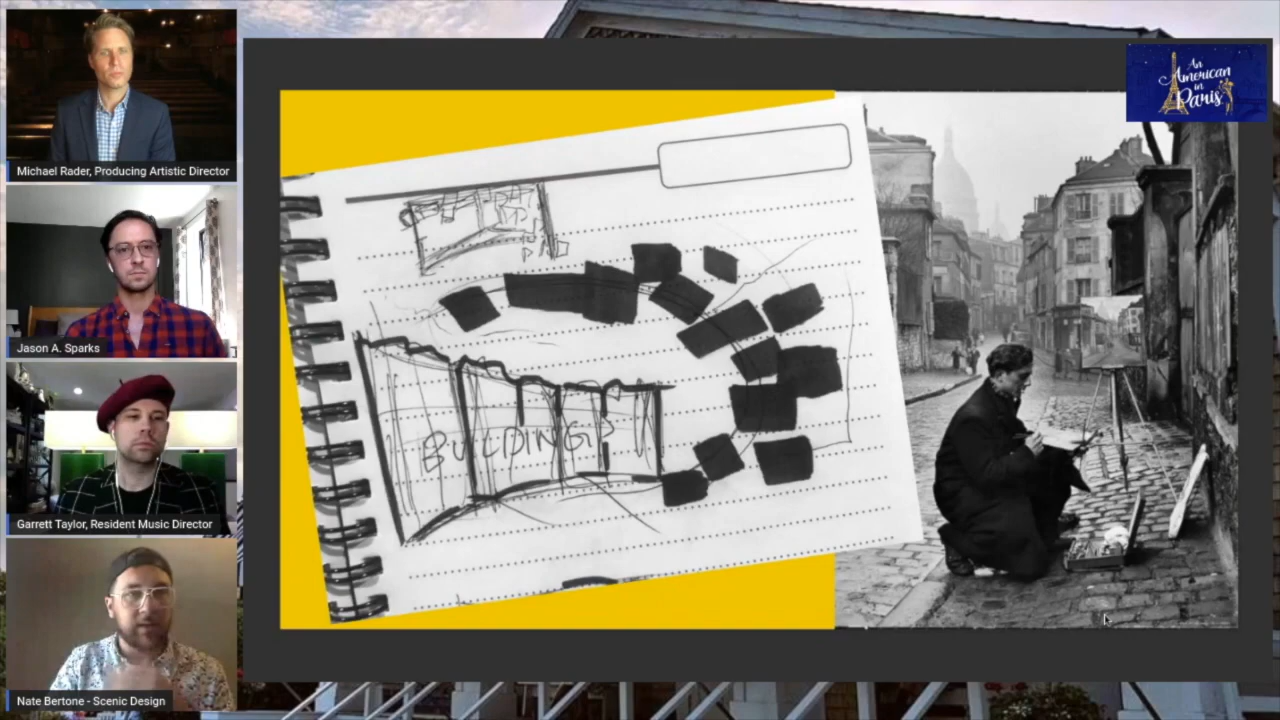 Michael Rader, Producing Artistic Director
Jason A. Sparks
Garrett Taylor, Resident Music Director
Nate Bertone - Scenic Design
An
American
in
Paris
BUILDING?